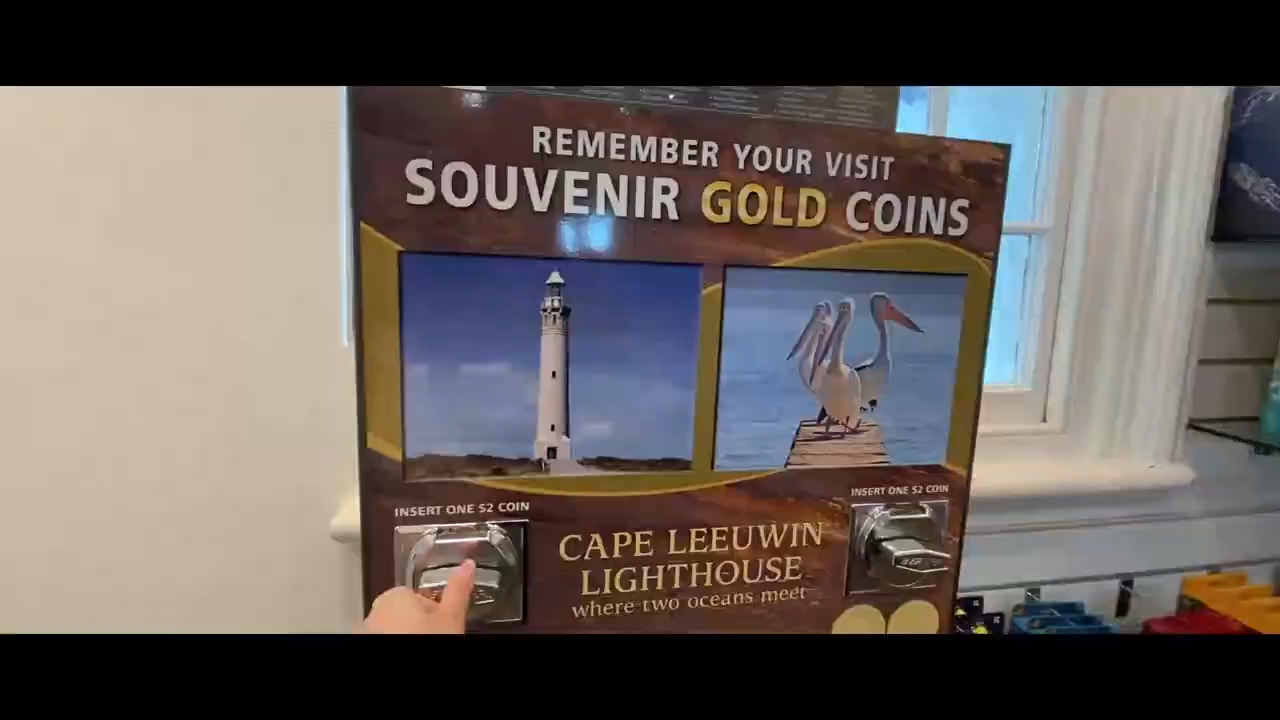 REMEMBER YOUR VISIT
SOUVENIR GOLD COINS
INSERT ONE $2 COIN
INSERT ONE $2 COIN
CAPE LEEUWIN
LIGHTHOUSE
where two oceans meet